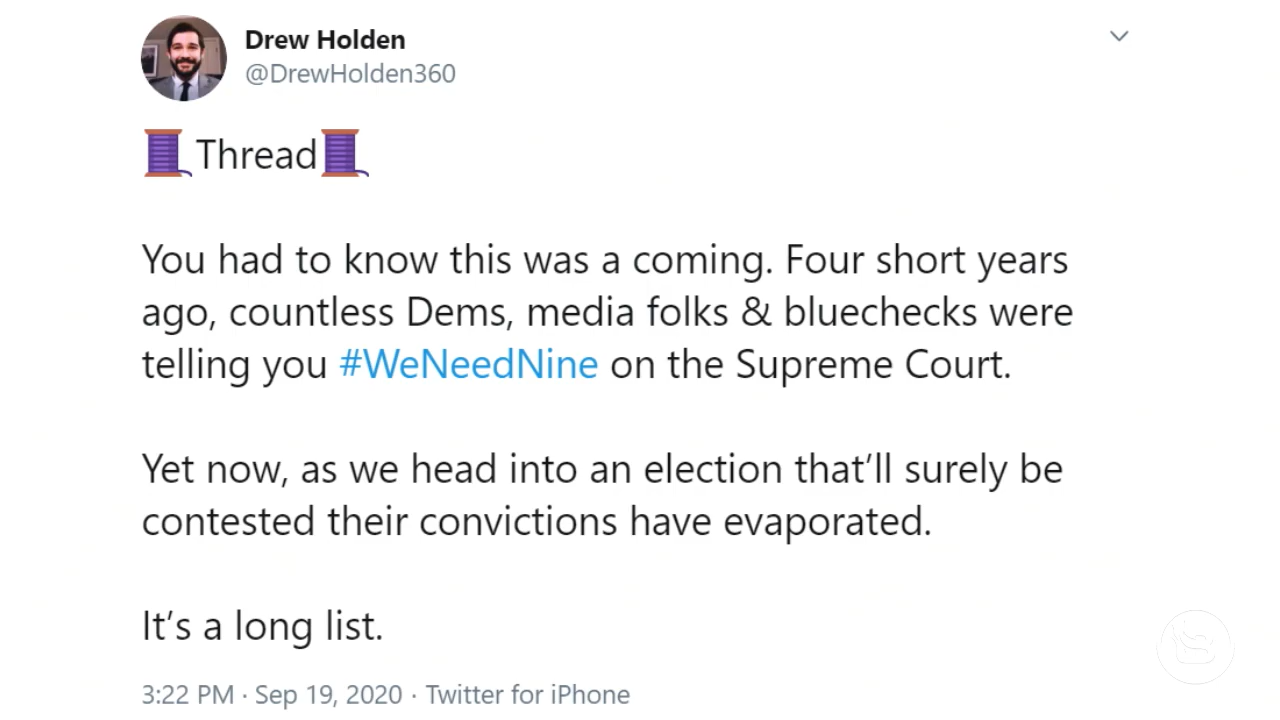 Drew Holden
@DrewHolden360
🧵Thread🧵
You had to know this was a coming. Four short years
ago, countless Dems, media folks & bluechecks were
telling you #WeNeedNine on the Supreme Court.
Yet now, as we head into an election that’ll surely be
contested their convictions have evaporated.
It’s a long list.
3:22 PM · Sep 19, 2020 · Twitter for iPhone